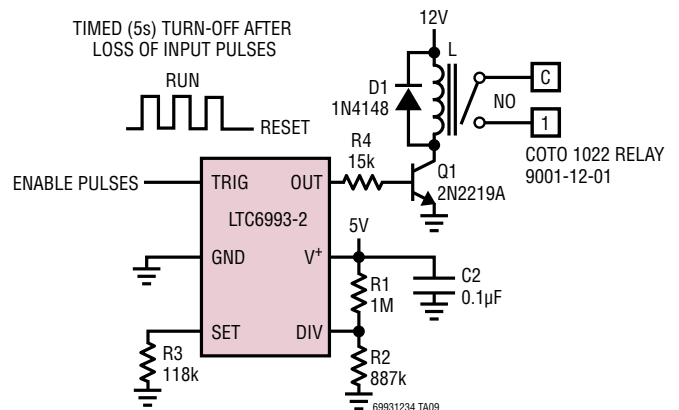 TIMED (5s) TURN-OFF AFTER
LOSS OF INPUT PULSES
RUN
RESET
12V
L
D1
1N4148
NO
C
1
COTO 1022 RELAY
9001-12-01
R4
15k
Q1
2N2219A
ENABLE PULSES
TRIG
OUT
LTC6993-2
5V
GND
V+
R1
1M
C2
0.1µF
SET
DIV
R3
118k
R2
887k
69931234 TA09